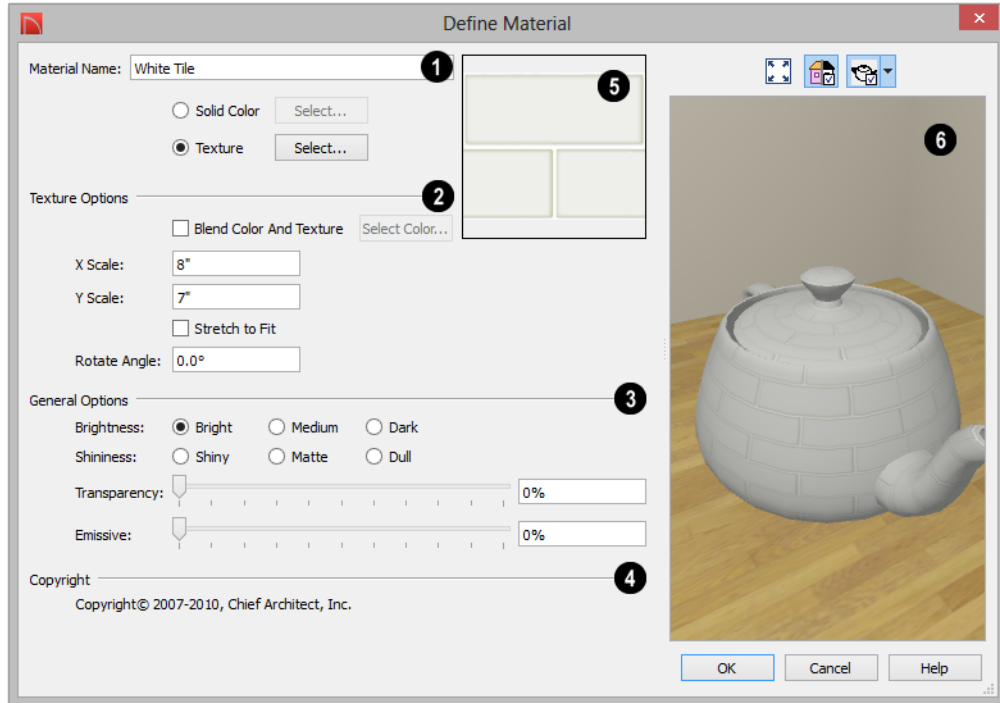 Define Material
Material Name: White Tile 1
Solid Color Select...
Texture Select...
5
6
Texture Options 2
Blend Color And Texture Select Color...
X Scale: 8"
Y Scale: 7"
Stretch to Fit
Rotate Angle: 0.0°
General Options 3
Brightness: Bright Medium Dark
Shininess: Shiny Matte Dull
Transparency: 0%
Emissive: 0%
Copyright 4
Copyright© 2007-2010, Chief Architect, Inc.
OK Cancel Help